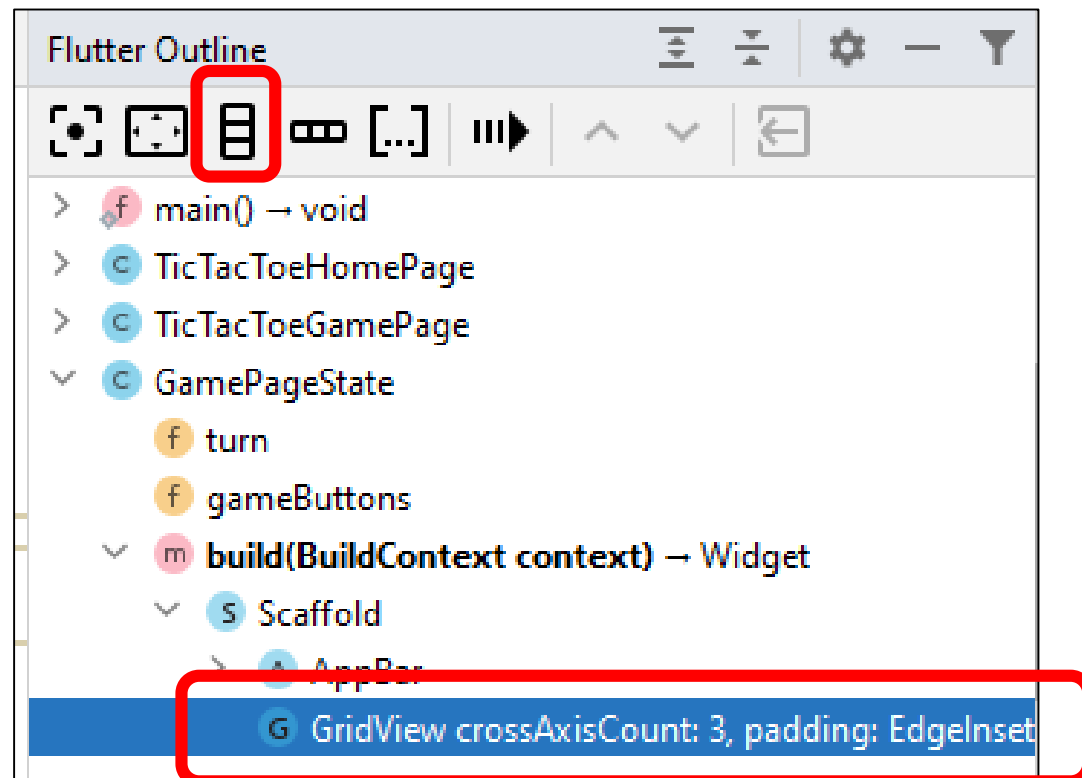 Flutter Outline
[...]
f main() → void
C TicTacToeHomePage
C TicTacToeGamePage
C GamePageState
f turn
f gameButtons
m build(BuildContext context) → Widget
S Scaffold
A AppBar
G GridView crossAxisCount: 3, padding: EdgeInset